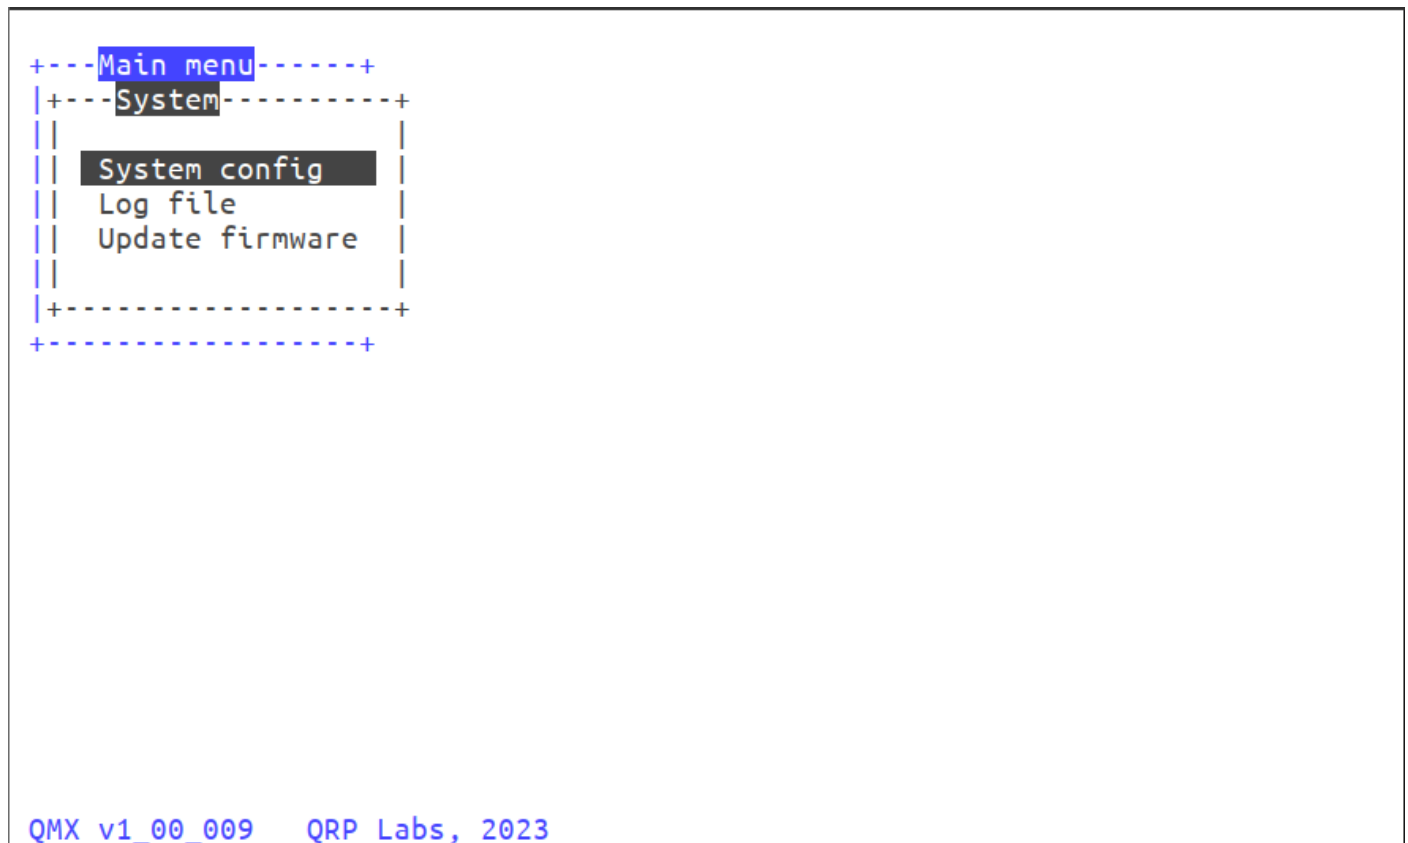 Main menu
System
System config
Log file
Update firmware
QMX v1_00_009 QRP Labs, 2023